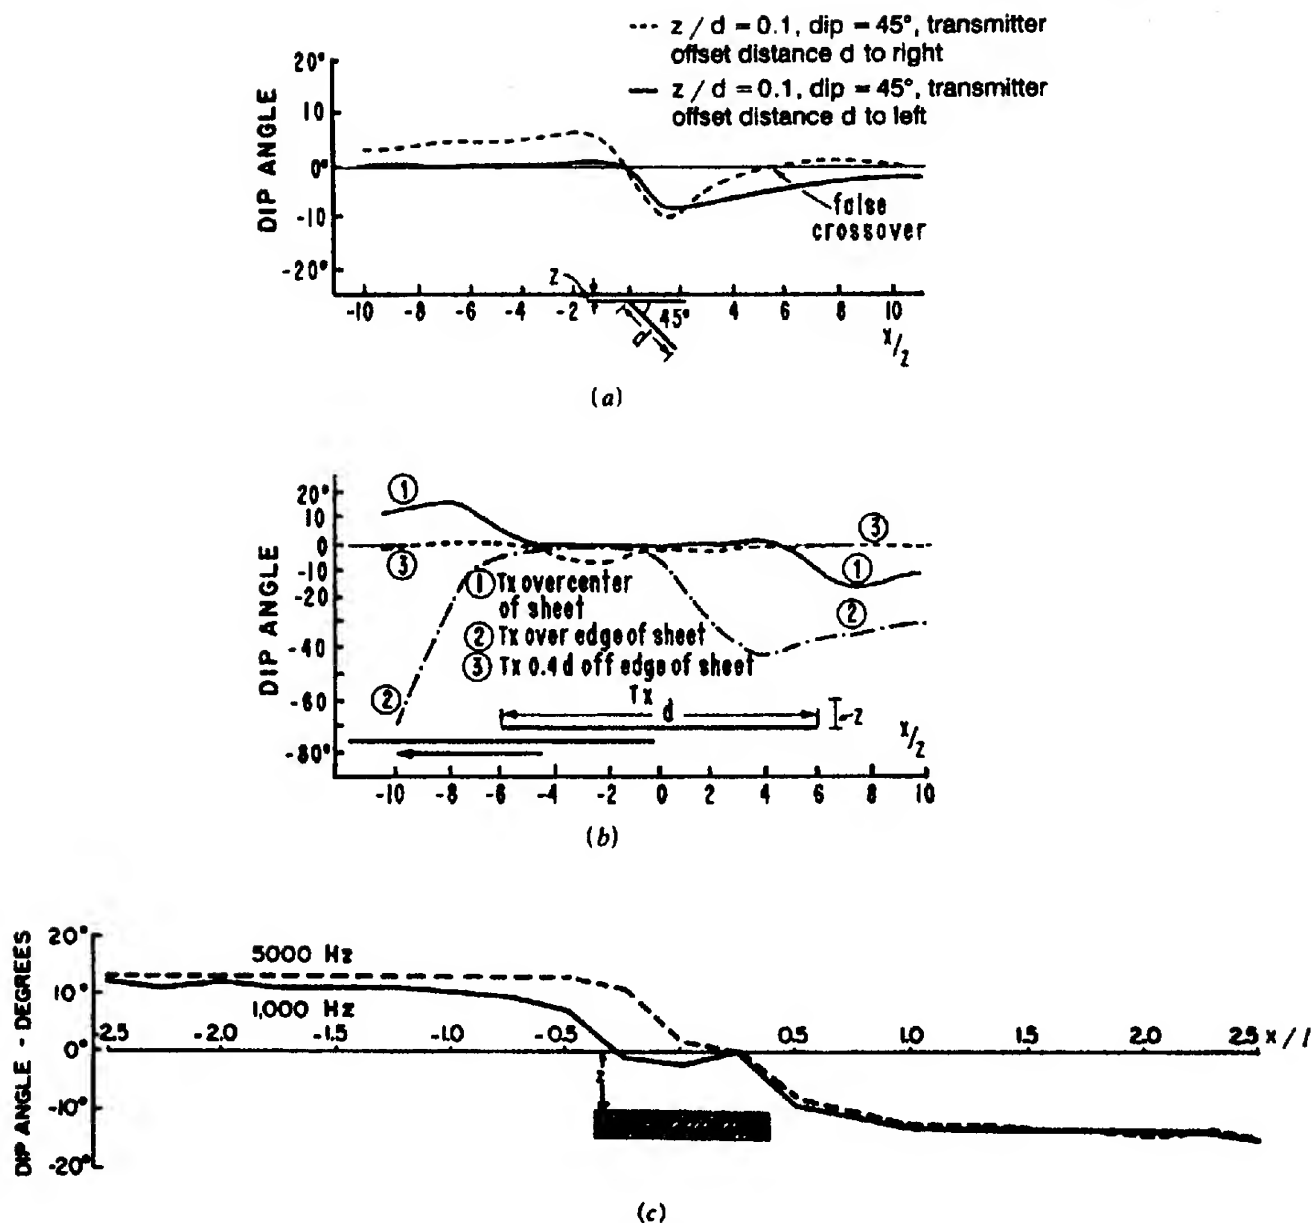 --- z / d = 0.1, dip = 45°, transmitter
offset distance d to right
— z / d = 0.1, dip = 45°, transmitter
offset distance d to left
DIP ANGLE
20°
10
0°
-10
-20°
false
crossover
z
45°
d
-10 -8 -6 -4 -2 4 6 8 10
x/z
(a)
DIP ANGLE
20°
10
0
-10
-20
-40
-60
-80°
1
3
3
1
2
2
1 Tx over center
of sheet
2 Tx over edge of sheet
3 Tx 0.4 d off edge of sheet
Tx
d
z
x/z
-10 -8 -6 -4 -2 0 2 4 6 8 10
(b)
DIP ANGLE - DEGREES
20°
10°
0°
-10°
-20°
5000 Hz
1,000 Hz
-2.5 -2.0 -1.5 -1.0 -0.5 0.0 0.5 1.0 1.5 2.0 2.5 x / l
z
(c)